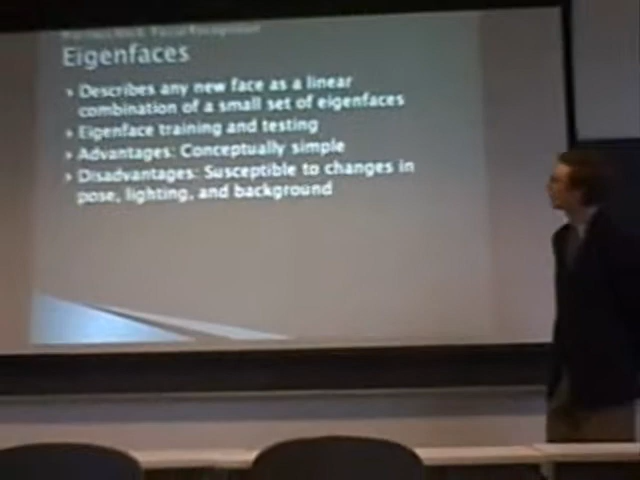 Eigenfaces
Describes any new face as a linear
combination of a small set of eigenfaces
Eigenface training and testing
Advantages: Conceptually simple
Disadvantages: Susceptible to changes in
pose, lighting, and background